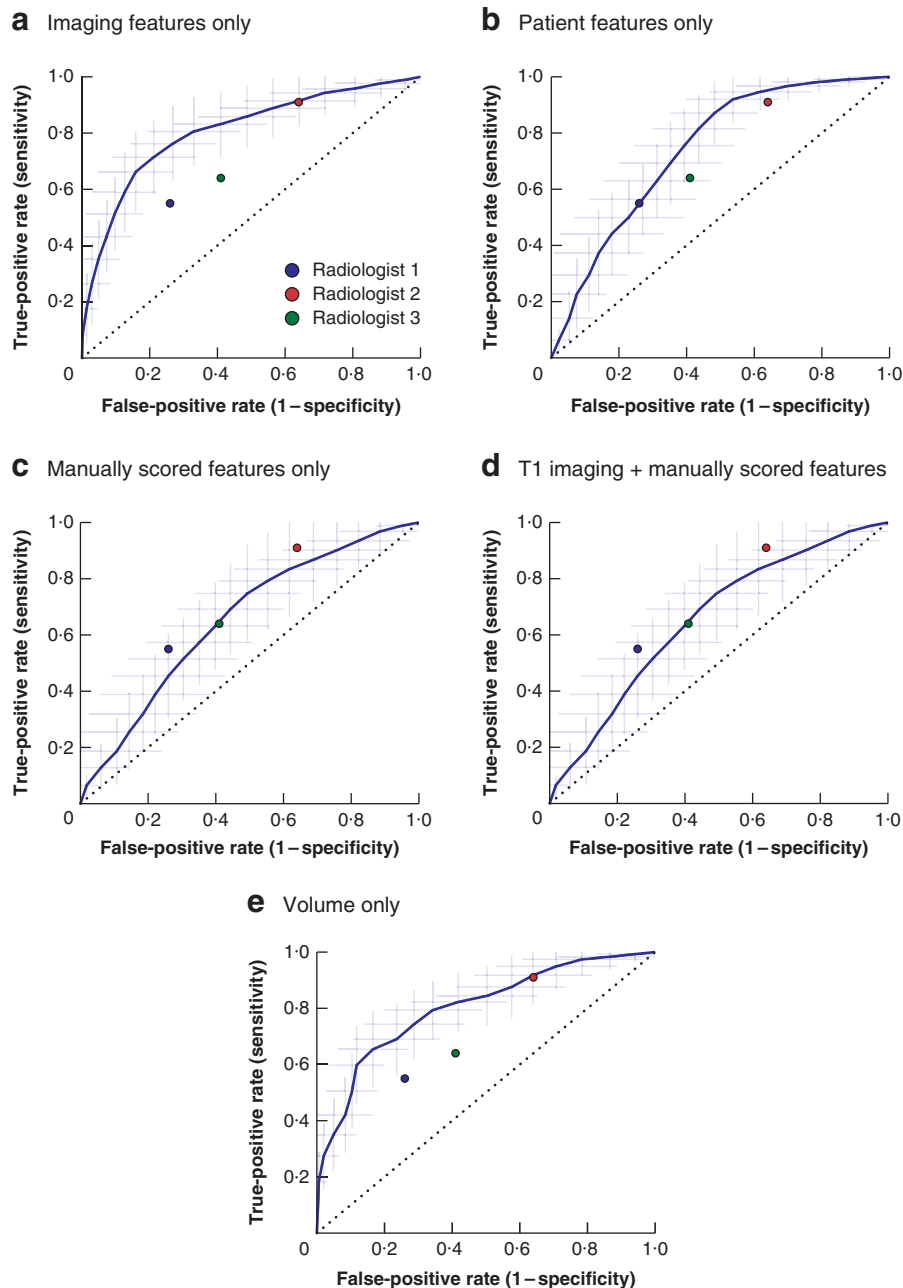 a Imaging features only
1·0
0·8
0·6
0·4
0·2
0
0·2 0·4 0·6 0·8 1·0
True-positive rate (sensitivity)
False-positive rate (1 – specificity)
Radiologist 1
Radiologist 2
Radiologist 3
b Patient features only
1·0
0·8
0·6
0·4
0·2
0
0·2 0·4 0·6 0·8 1·0
True-positive rate (sensitivity)
False-positive rate (1 – specificity)
c Manually scored features only
1·0
0·8
0·6
0·4
0·2
0
0·2 0·4 0·6 0·8 1·0
True-positive rate (sensitivity)
False-positive rate (1 – specificity)
d T1 imaging + manually scored features
1·0
0·8
0·6
0·4
0·2
0
0·2 0·4 0·6 0·8 1·0
True-positive rate (sensitivity)
False-positive rate (1 – specificity)
e Volume only
1·0
0·8
0·6
0·4
0·2
0
0·2 0·4 0·6 0·8 1·0
True-positive rate (sensitivity)
False-positive rate (1 – specificity)